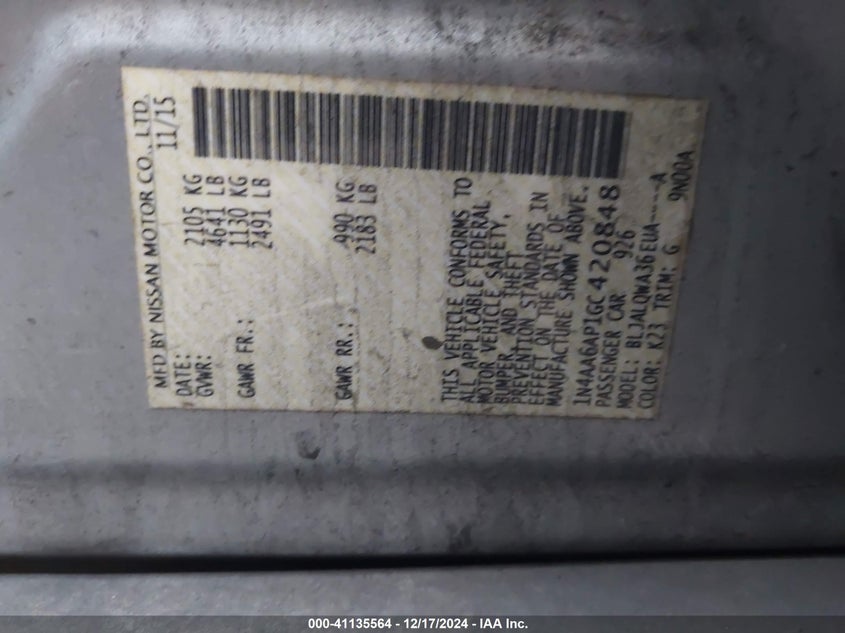 MFD BY NISSAN MOTOR CO., LTD.
DATE: 11/15
GVWR: 2105 KG
4641 LB
GAWR FR.: 1130 KG
2491 LB
GAWR RR.: 990 KG
2183 LB
THIS VEHICLE CONFORMS TO
ALL APPLICABLE FEDERAL
MOTOR VEHICLE SAFETY,
BUMPER, AND THEFT
PREVENTION STANDARDS IN
EFFECT ON THE DATE OF
MANUFACTURE SHOWN ABOVE.
1N4AA6AP1GC420848
PASSENGER CAR 926
MODEL: BLJALQWA36EUA----A
COLOR: K23 TRIM: G 9N00A
000-41135564 - 12/17/2024 - IAA Inc.